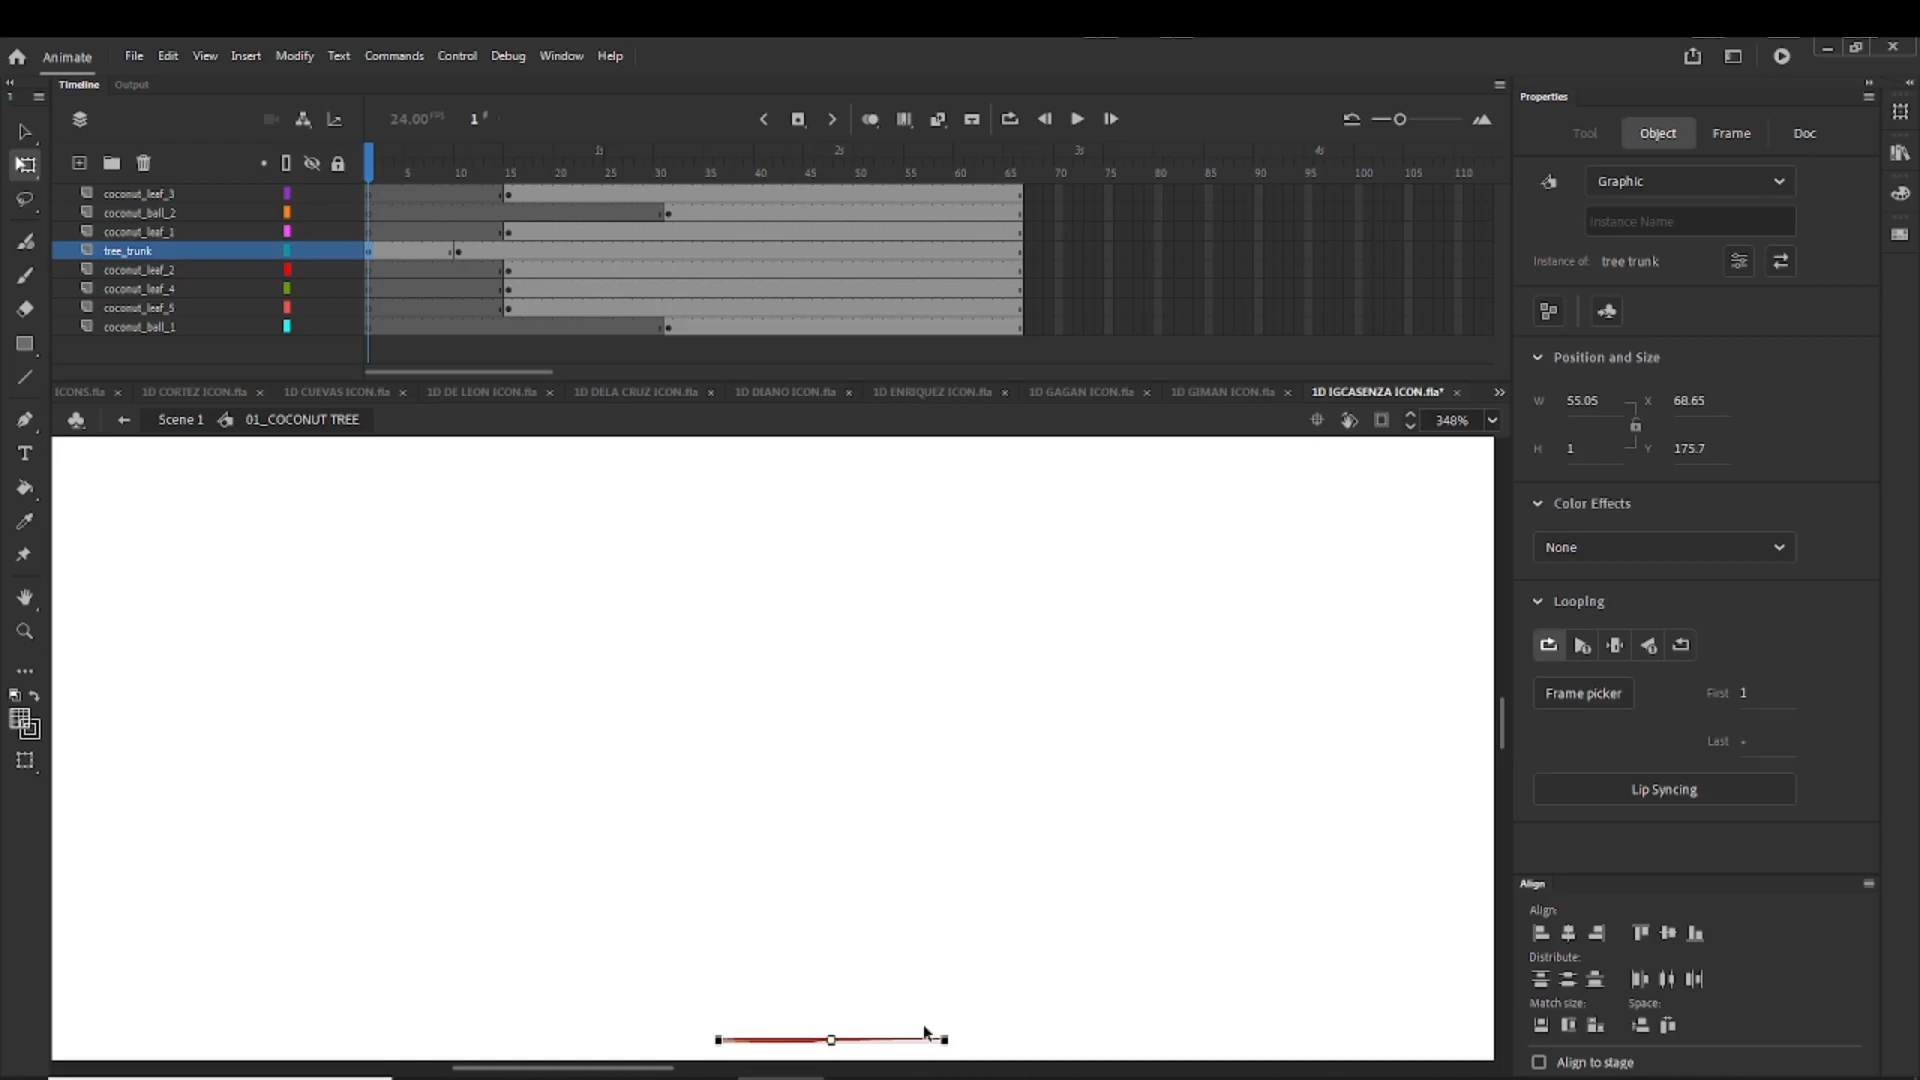 Animate File Edit View Insert Modify Text Commands Control Debug Window Help
Timeline Output
Properties
24.00 FPS 1 F
Tool Object Frame Doc
1s 2s 3s 4s
5 10 15 20 25 30 35 40 45 50 55 60 65 70 75 80 85 90 95 100 105 110
coconut_leaf_3
coconut_ball_2
coconut_leaf_1
tree_trunk
coconut_leaf_2
coconut_leaf_4
coconut_leaf_5
coconut_ball_1
Graphic
Instance Name
Instance of: tree trunk
Position and Size
W 55.05 X 68.65
H 1 Y 175.7
ICONS.fla 1D CORTEZ ICON.fla 1D CUEVAS ICON.fla 1D DE LEON ICON.fla 1D DELA CRUZ ICON.fla 1D DIANO ICON.fla 1D ENRIQUEZ ICON.fla 1D GAGAN ICON.fla 1D GIMAN ICON.fla 1D IGCASENZA ICON.fla*
Scene 1 01_COCONUT TREE 348%
Color Effects
None
Looping
Frame picker First 1
Last -
Lip Syncing
Align
Align:
Distribute:
Match size: Space:
Align to stage